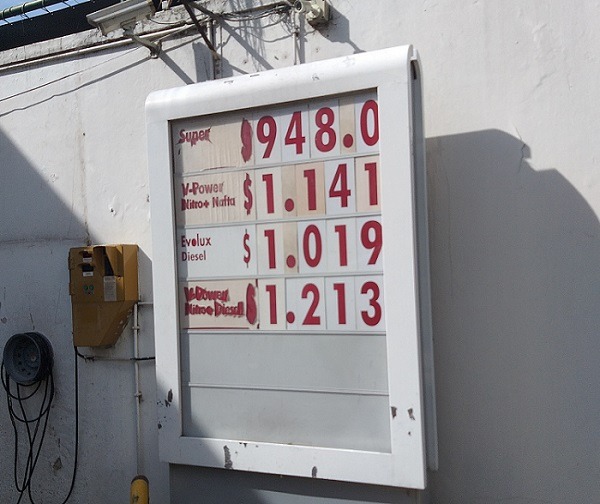 Super $948.0
V-Power $1.141
Nitro+ Nafta
Evolux $1.019
Diesel
V-Power $1.213
Nitro+ Diesel